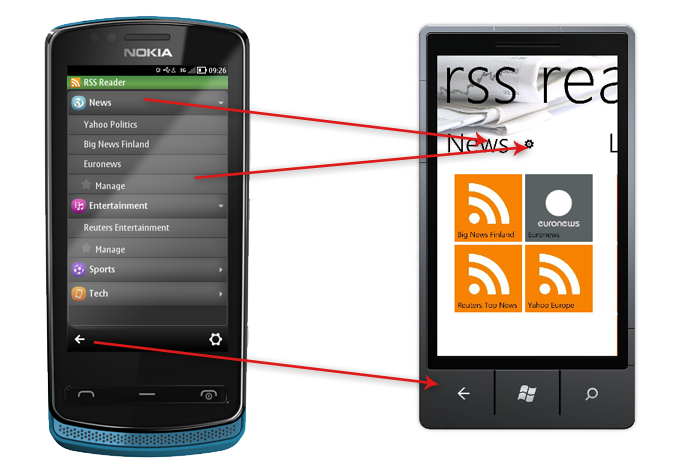 NOKIA
3G 09:26
RSS Reader
News
Yahoo Politics
Big News Finland
Euronews
Manage
Entertainment
Reuters Entertainment
Manage
Sports
Tech
rss rea
News
L
Big News Finland
euronews
Euronews
Reuters Top News
Yahoo Europe